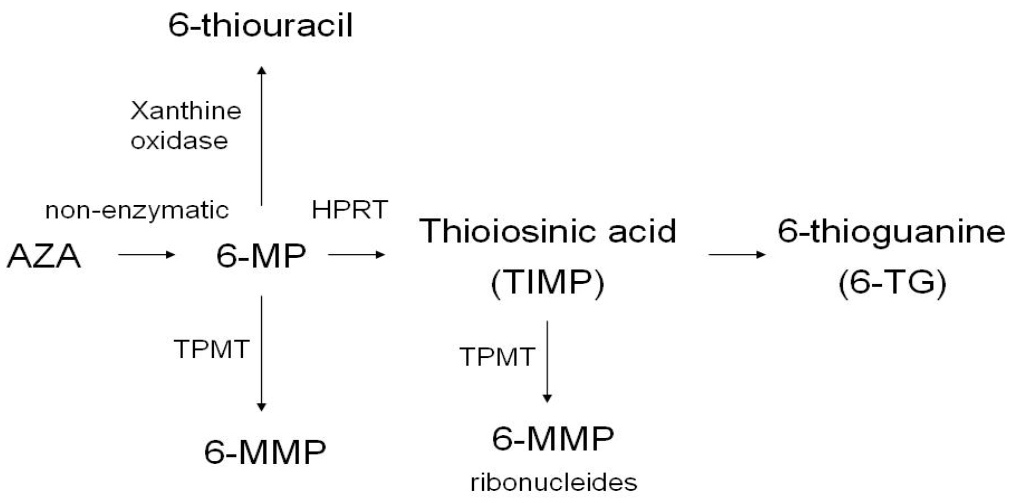 6-thiouracil
Xanthine
oxidase
non-enzymatic
HPRT
AZA
6-MP
Thioiosinic acid
(TIMP)
6-thioguanine
(6-TG)
TPMT
TPMT
6-MMP
6-MMP
ribonucleides